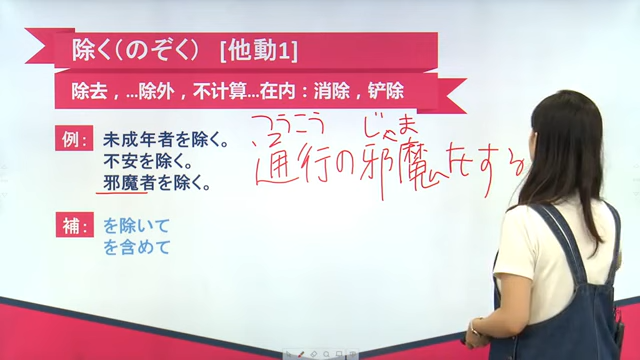 除く（のぞく） [他動1]
除去，...除外，不计算...在内：消除，铲除
例：
未成年者を除く。
不安を除く。
邪魔者を除く。
つうこう じゃま
通行の邪魔をする
補：
を除いて
を含めて